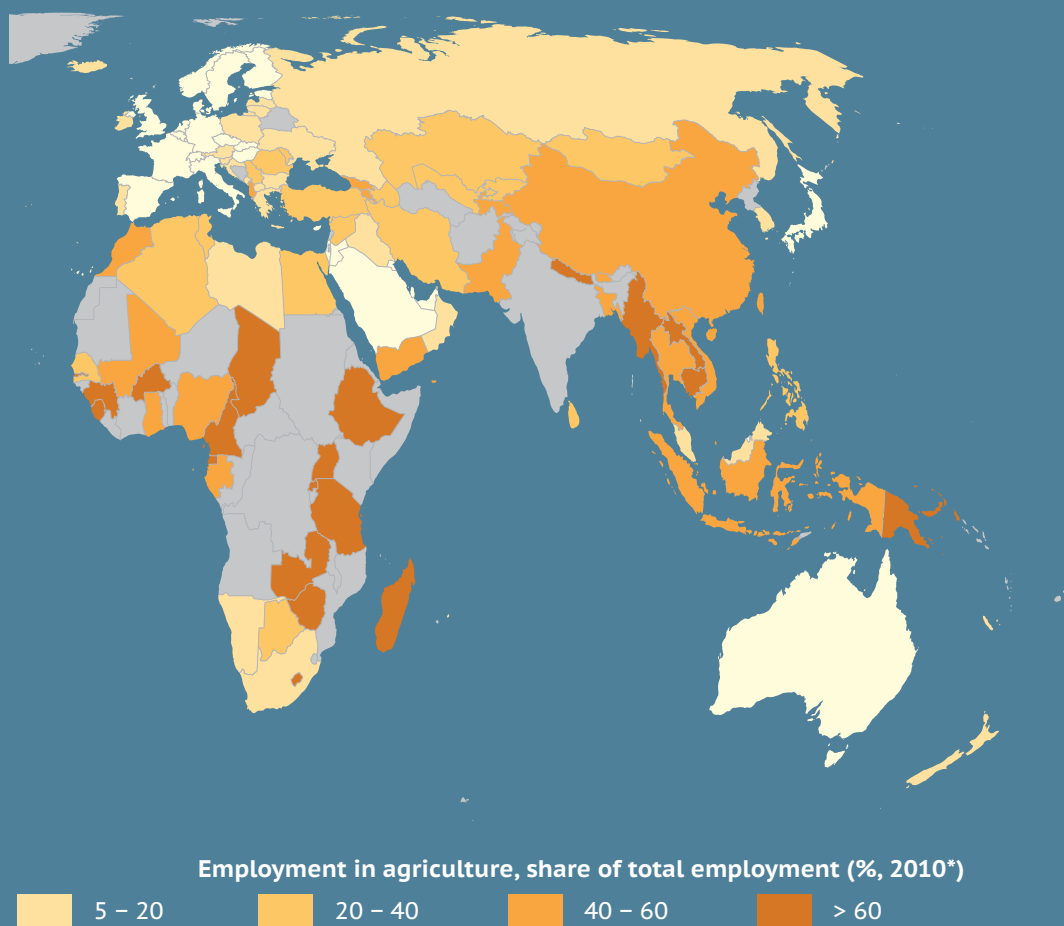 Employment in agriculture, share of total employment (%, 2010*)
5 – 20 20 – 40 40 – 60 > 60